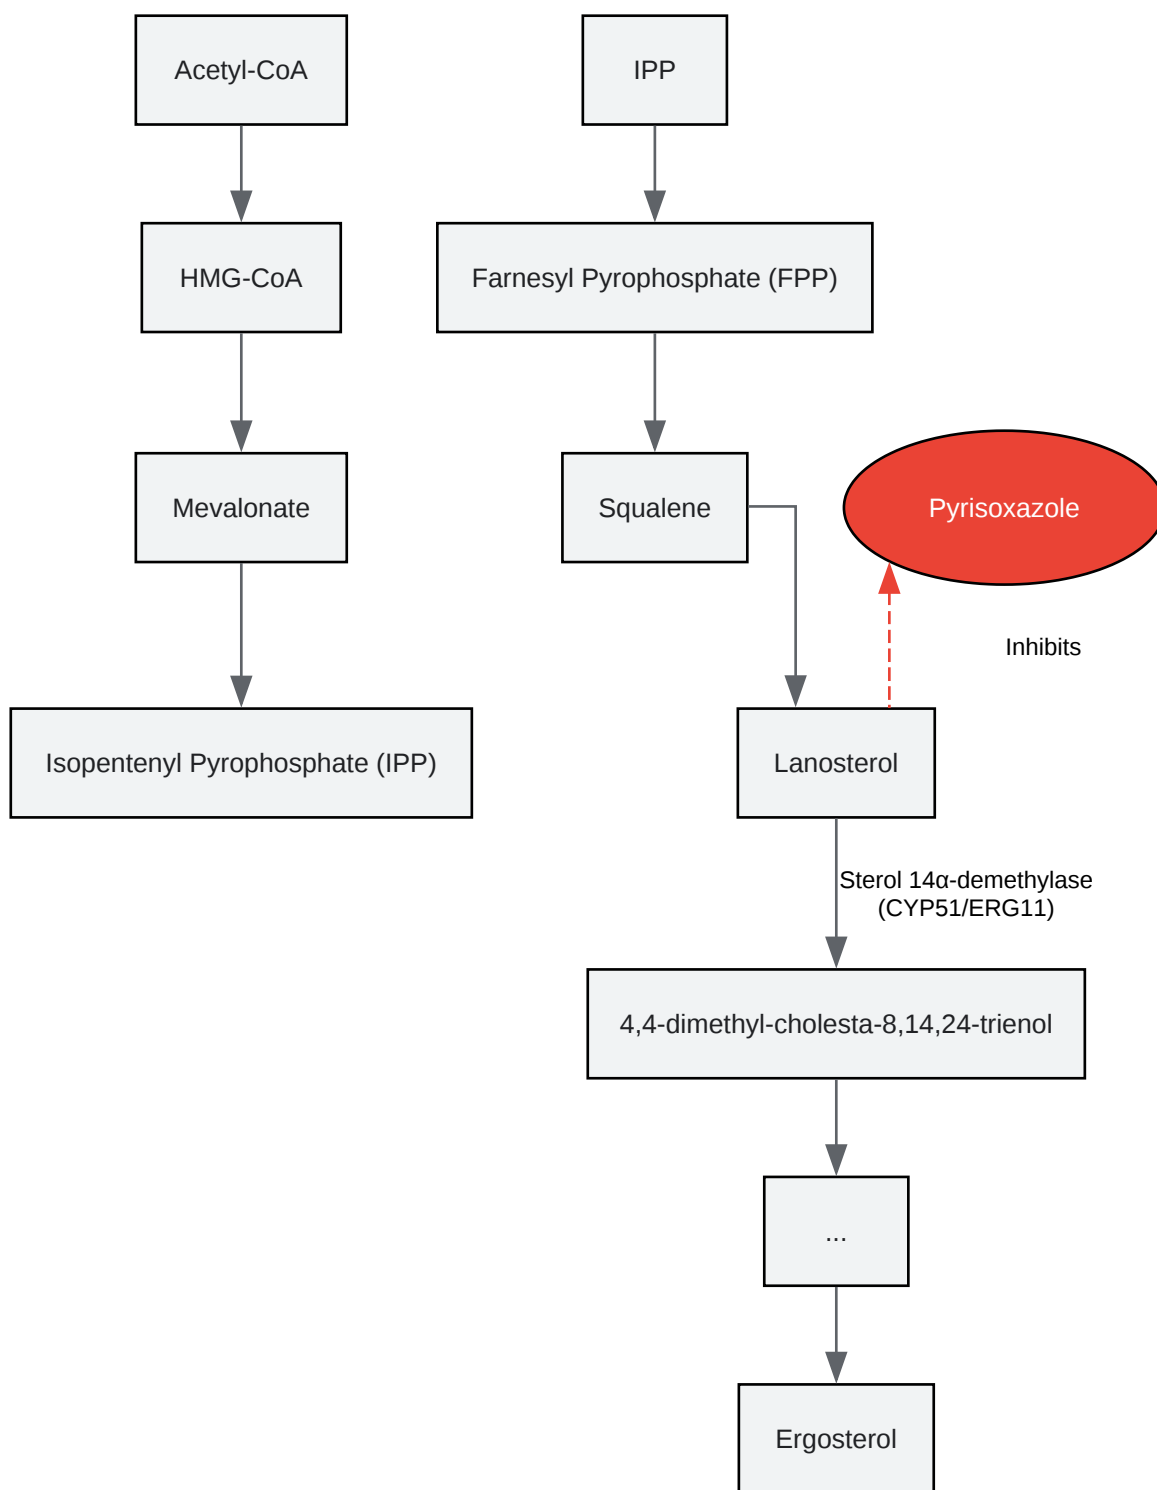 Acetyl-CoA
IPP
HMG-CoA
Farnesyl Pyrophosphate (FPP)
Mevalonate
Squalene
Pyrisoxazole
Inhibits
Isopentenyl Pyrophosphate (IPP)
Lanosterol
Sterol 14α-demethylase
(CYP51/ERG11)
4,4-dimethyl-cholesta-8,14,24-trienol
...
Ergosterol